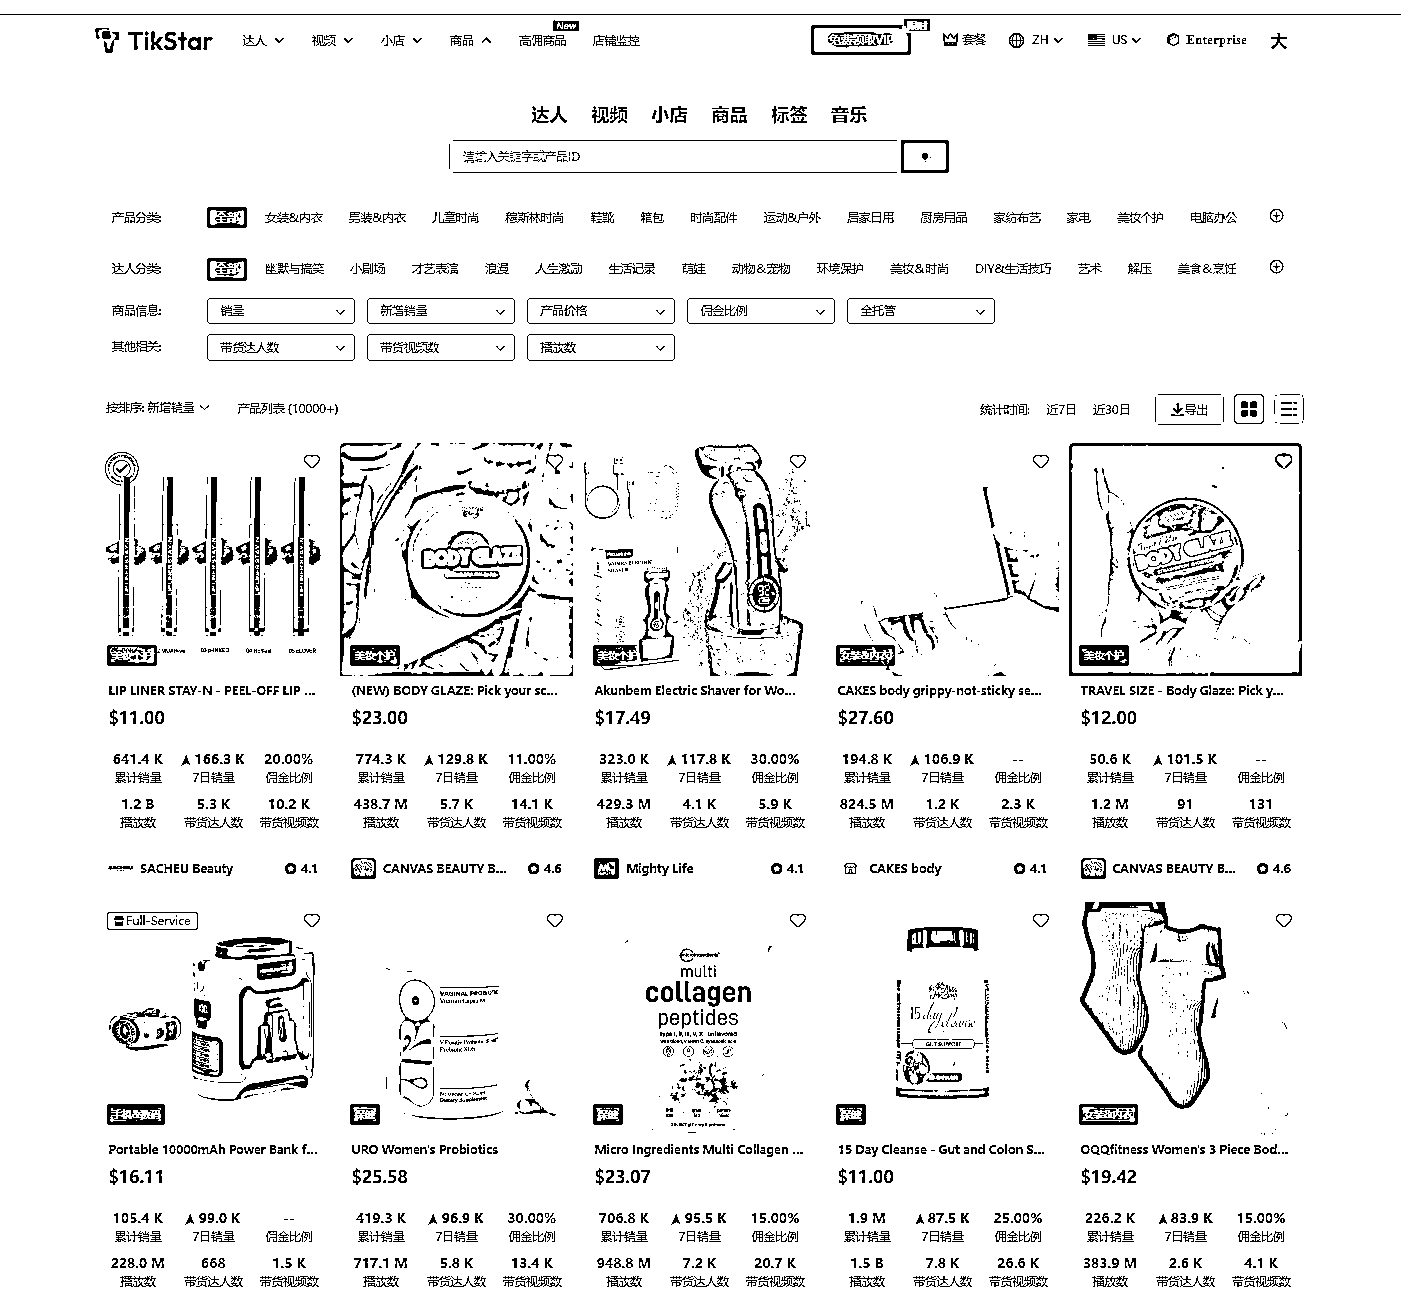 TikStar 达人 视频 小店 商品 高佣商品 New 店铺监控 免费领取VIP 套餐 ZH US Enterprise
达人 视频 小店 商品 标签 音乐
请输入关键字或产品ID
产品分类: 全部 女装&内衣 男装&内衣 儿童时尚 穆斯林时尚 鞋靴 箱包 时尚配件 运动&户外 居家日用 厨房用品 家纺布艺 家电 美妆个护 电脑办公
达人分类: 全部 幽默与搞笑 小剧场 才艺表演 浪漫 人生激励 生活记录 萌娃 动物&宠物 环境保护 美妆&时尚 DIY&生活技巧 艺术 解压 美食&烹饪
商品信息: 销量 新增销量 产品价格 佣金比例 全托管
其他相关: 带货达人数 带货视频数 播放数
按排序: 新增销量 产品列表 (10000+) 统计时间: 近7日 近30日 导出
BODY GLAZE
BODY GLAZE
美妆个护 美妆个护 美妆个护 女装&内衣 美妆个护
LIP LINER STAY-N - PEEL-OFF LIP ... (NEW) BODY GLAZE: Pick your sc... Akunbem Electric Shaver for Wo... CAKES body grippy-not-sticky se... TRAVEL SIZE - Body Glaze: Pick y...
$11.00 $23.00 $17.49 $27.60 $12.00
641.4 K 166.3 K 20.00% 774.3 K 129.8 K 11.00% 323.0 K 117.8 K 30.00% 194.8 K 106.9 K -- 50.6 K 101.5 K --
累计销量 7日销量 佣金比例 累计销量 7日销量 佣金比例 累计销量 7日销量 佣金比例 累计销量 7日销量 佣金比例 累计销量 7日销量 佣金比例
1.2 B 5.3 K 10.2 K 438.7 M 5.7 K 14.1 K 429.3 M 4.1 K 5.9 K 824.5 M 1.2 K 2.3 K 1.2 M 91 131
播放数 带货达人数 带货视频数 播放数 带货达人数 带货视频数 播放数 带货达人数 带货视频数 播放数 带货达人数 带货视频数 播放数 带货达人数 带货视频数
SACHEU Beauty 4.1 CANVAS BEAUTY B... 4.6 Mighty Life 4.1 CAKES body 4.1 CANVAS BEAUTY B... 4.6
Full-Service
multi
collagen
peptides
15 day cleanse
GUT SUPPORT
手机&数码 保健 保健 保健 女装&内衣
Portable 10000mAh Power Bank f... URO Women's Probiotics Micro Ingredients Multi Collagen ... 15 Day Cleanse - Gut and Colon S... OQQfitness Women's 3 Piece Bod...
$16.11 $25.58 $23.07 $11.00 $19.42
105.4 K 99.0 K -- 419.3 K 96.9 K 30.00% 706.8 K 95.5 K 15.00% 1.9 M 87.5 K 25.00% 226.2 K 83.9 K 15.00%
累计销量 7日销量 佣金比例 累计销量 7日销量 佣金比例 累计销量 7日销量 佣金比例 累计销量 7日销量 佣金比例 累计销量 7日销量 佣金比例
228.0 M 668 1.5 K 717.1 M 5.8 K 13.4 K 948.8 M 7.2 K 20.7 K 1.5 B 7.8 K 26.6 K 383.9 M 2.6 K 4.1 K
播放数 带货达人数 带货视频数 播放数 带货达人数 带货视频数 播放数 带货达人数 带货视频数 播放数 带货达人数 带货视频数 播放数 带货达人数 带货视频数